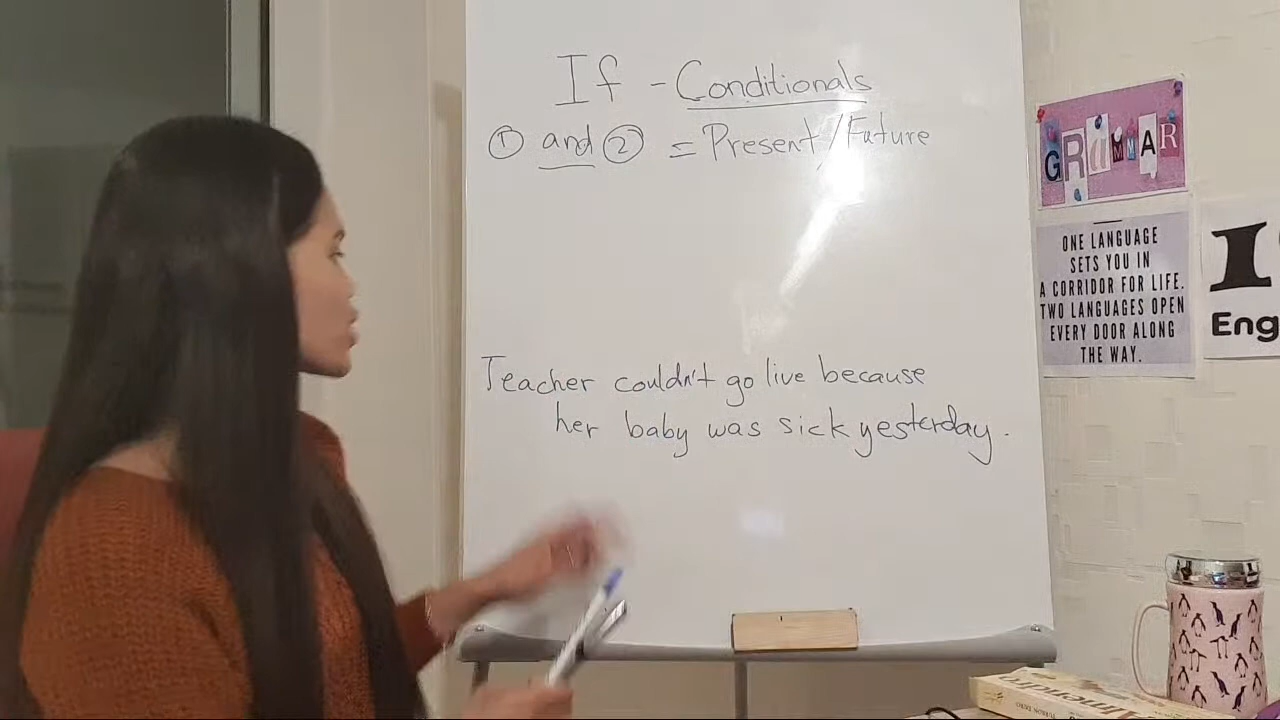 If - Conditionals
① and ② = Present/Future
Teacher couldn't go live because
her baby was sick yesterday.
GRAMMAR
ONE LANGUAGE
SETS YOU IN
A CORRIDOR FOR LIFE.
TWO LANGUAGES OPEN
EVERY DOOR ALONG
THE WAY.
I
Eng